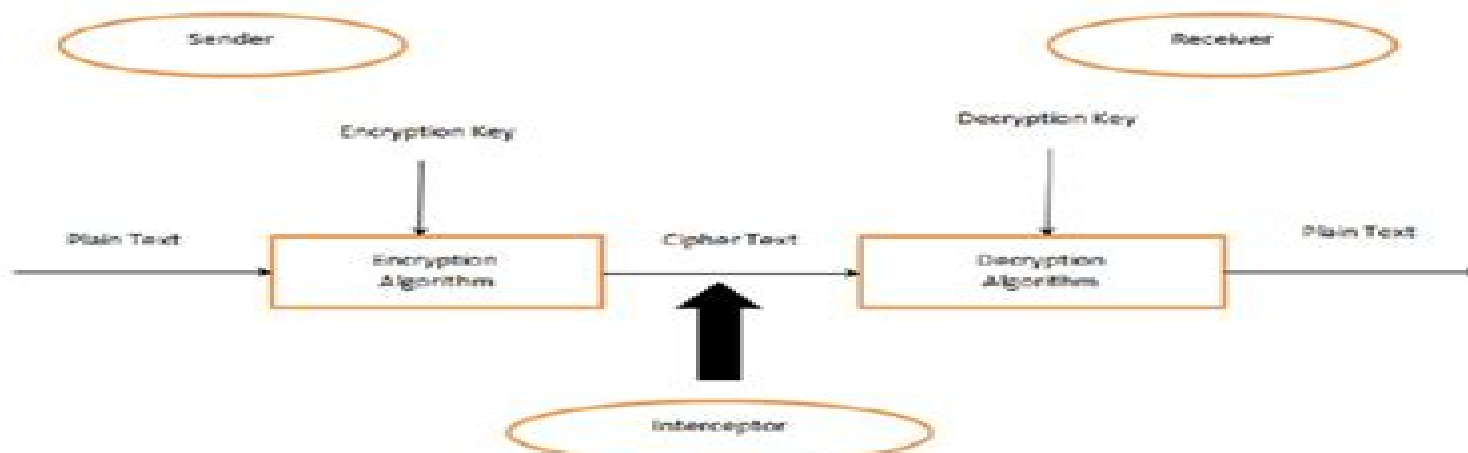 Sender
Receiver
Encryption Key
Decryption Key
Plain Text
Cipher Text
Plain Text
Encryption
Algorithm
Decryption
Algorithm
Interceptor